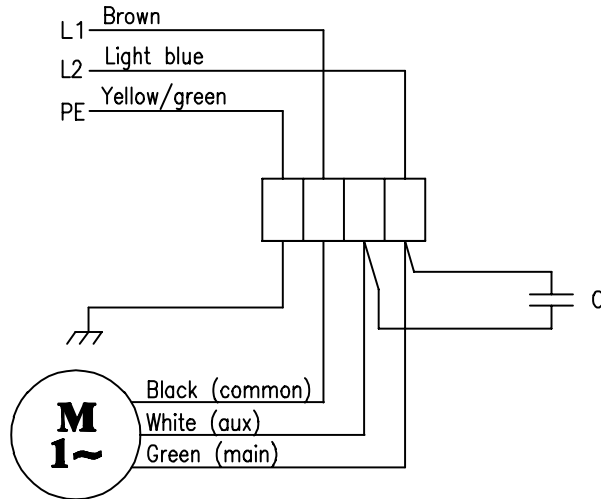 L1 Brown
L2 Light blue
PE Yellow/green
C
Black (common)
White (aux)
Green (main)
M
1~